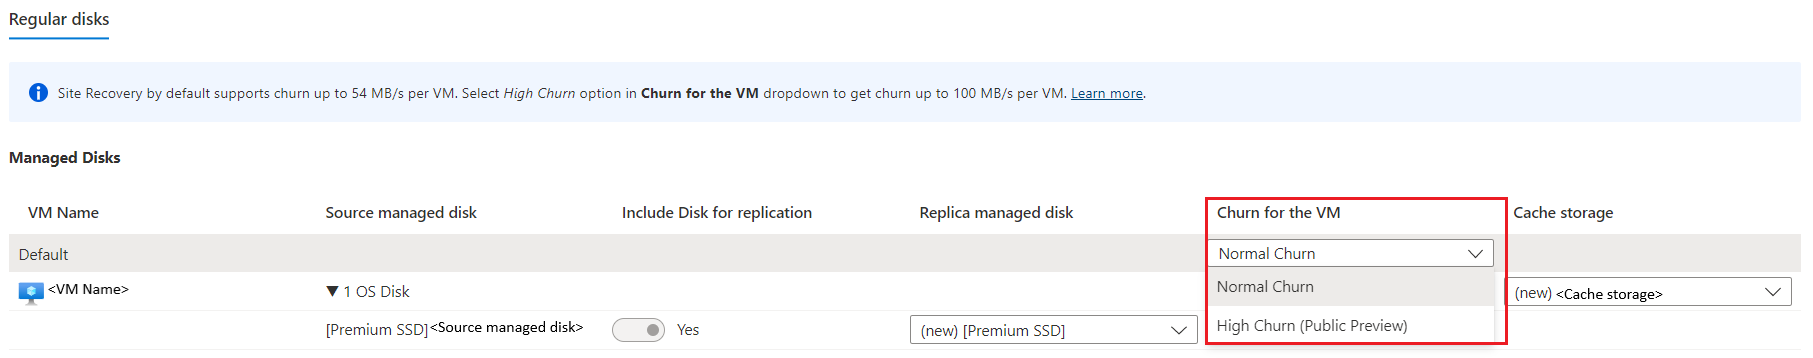 Regular disks
Site Recovery by default supports churn up to 54 MB/s per VM. Select High Churn option in Churn for the VM dropdown to get churn up to 100 MB/s per VM. Learn more.
Managed Disks
VM Name Source managed disk Include Disk for replication Replica managed disk Churn for the VM Cache storage
Default Normal Churn
<VM Name> 1 OS Disk Normal Churn (new) <Cache storage>
[Premium SSD]<Source managed disk> Yes (new) [Premium SSD] High Churn (Public Preview)